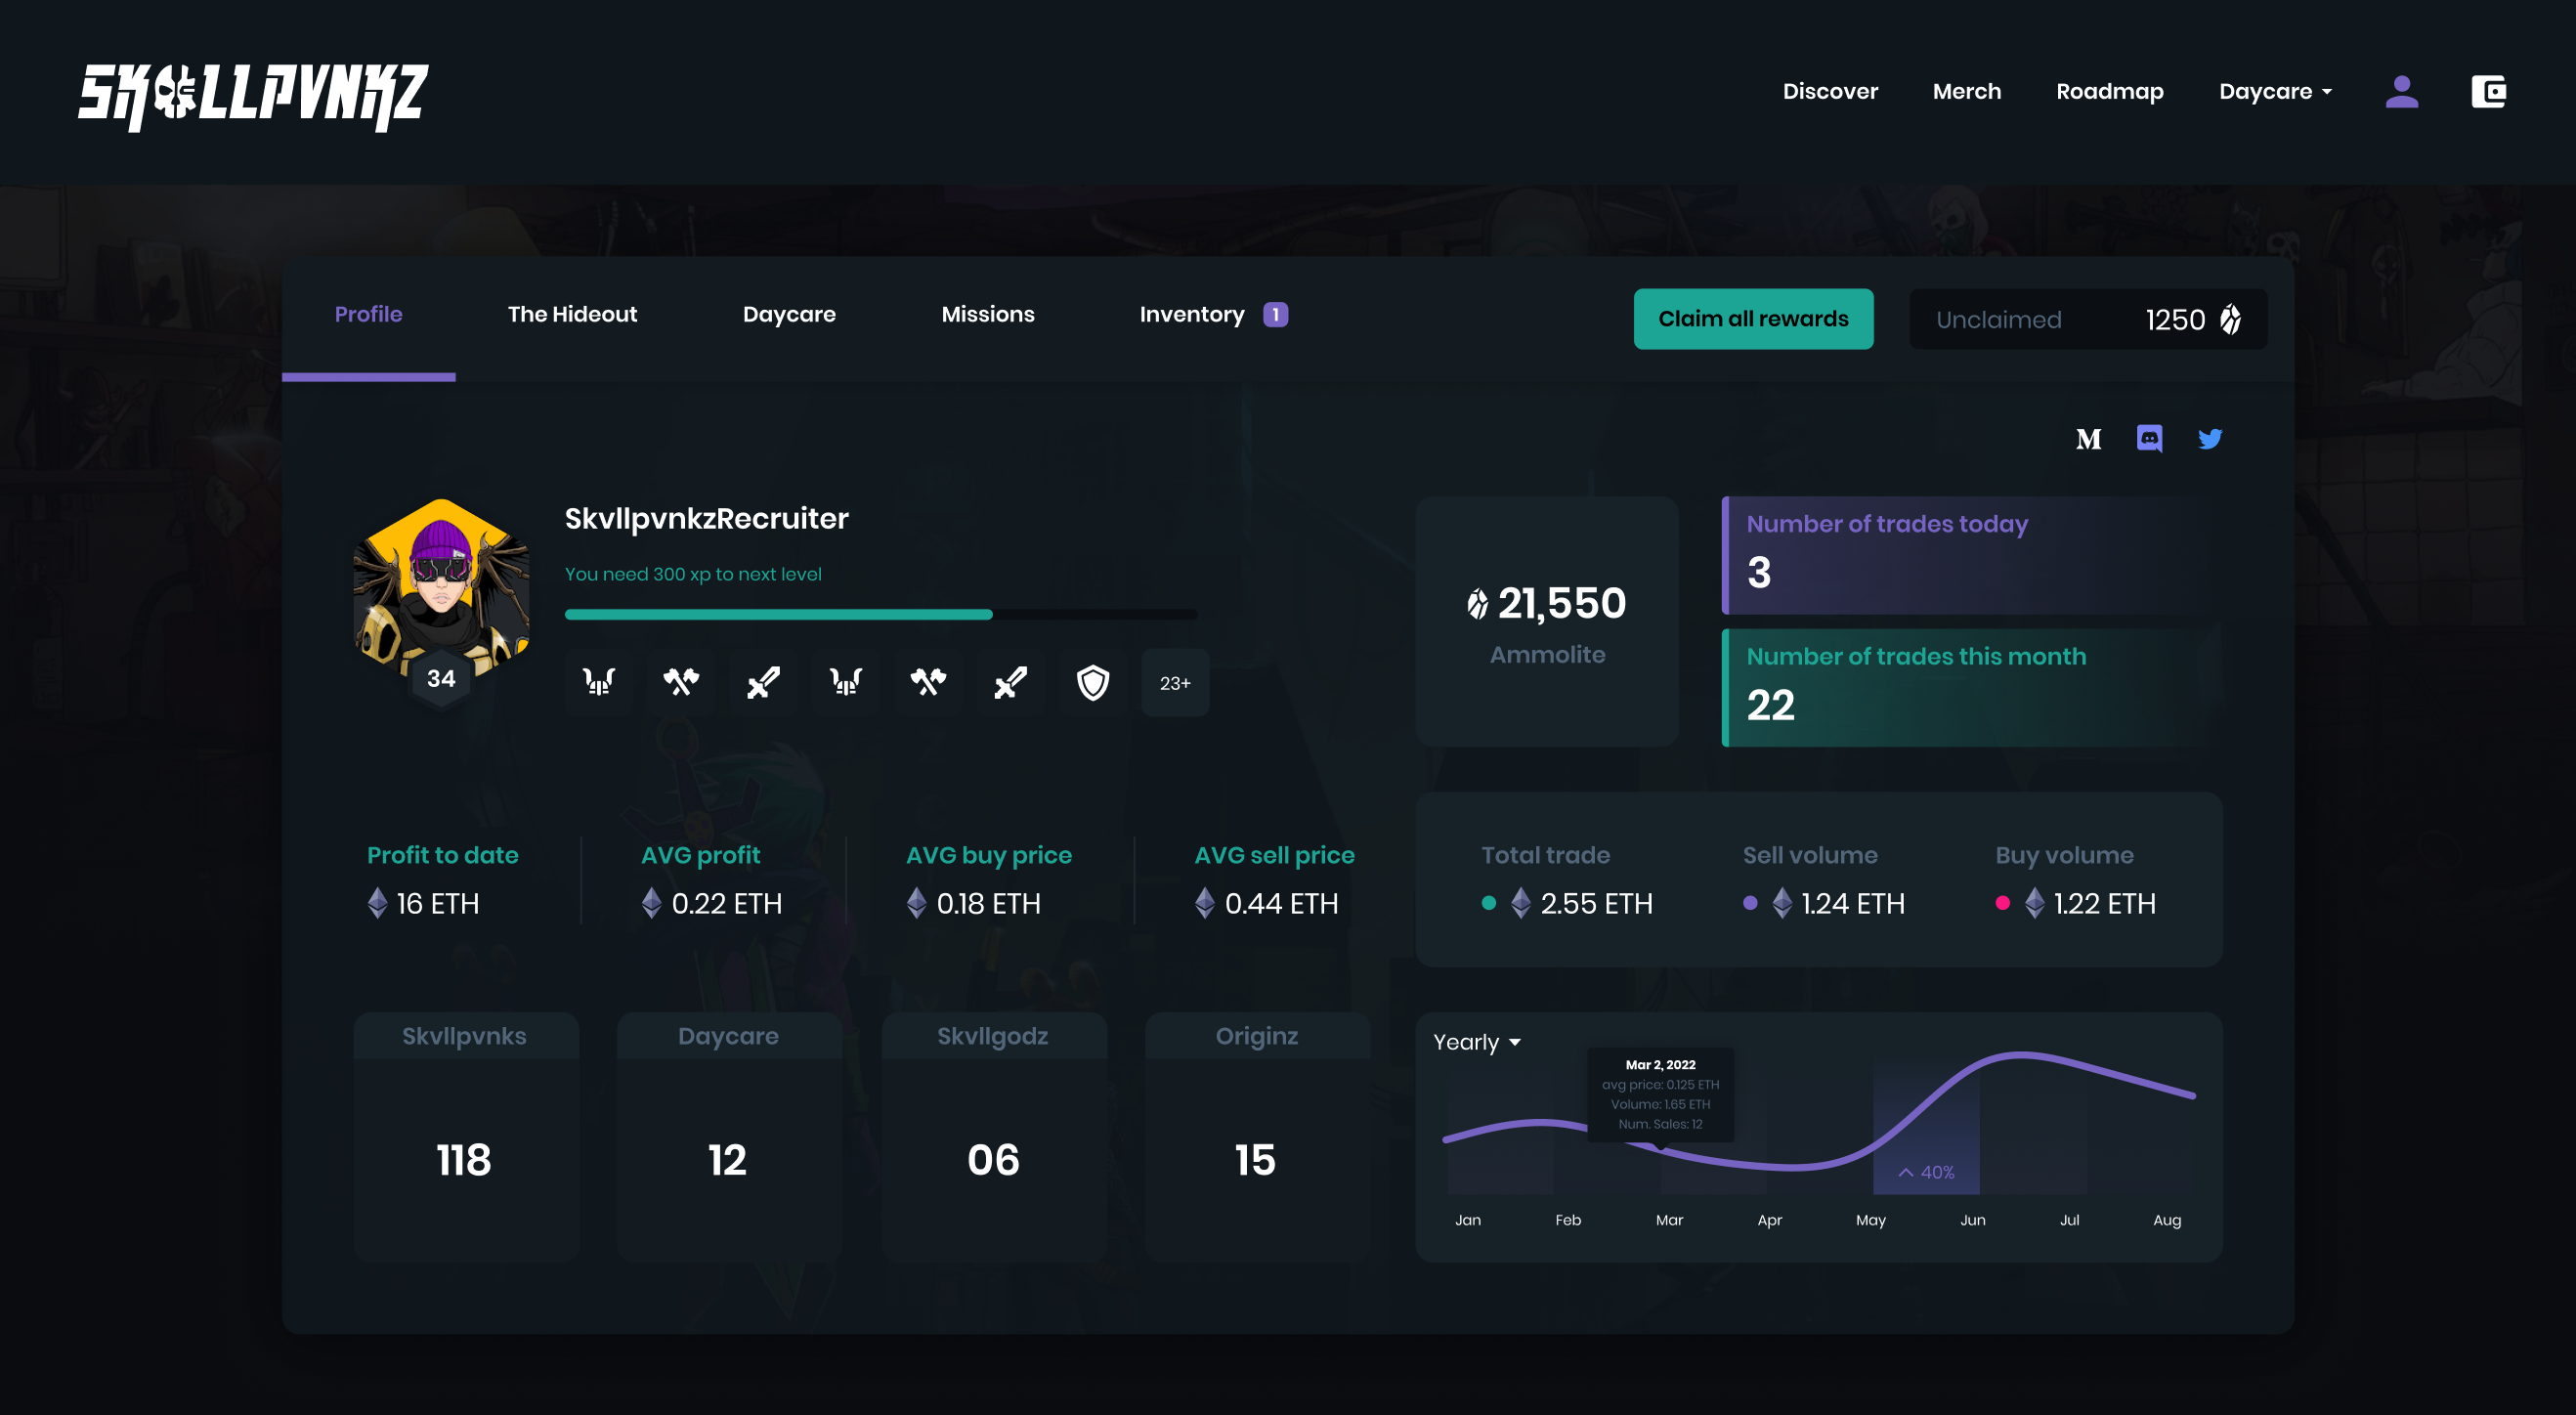 SKVLLPVNKZ
Discover
Merch
Roadmap
Daycare
Profile
The Hideout
Daycare
Missions
Inventory
1
Claim all rewards
Unclaimed
1250
M
SkvllpvnkzRecruiter
You need 300 xp to next level
34
23+
21,550
Ammolite
Number of trades today
3
Number of trades this month
22
Profit to date
16 ETH
AVG profit
0.22 ETH
AVG buy price
0.18 ETH
AVG sell price
0.44 ETH
Total trade
2.55 ETH
Sell volume
1.24 ETH
Buy volume
1.22 ETH
Skvllpvnks
118
Daycare
12
Skvllgodz
06
Originz
15
Yearly
Mar 2, 2022
avg price: 0.125 ETH
Volume: 1.65 ETH
Num. Sales: 12
40%
Jan
Feb
Mar
Apr
May
Jun
Jul
Aug